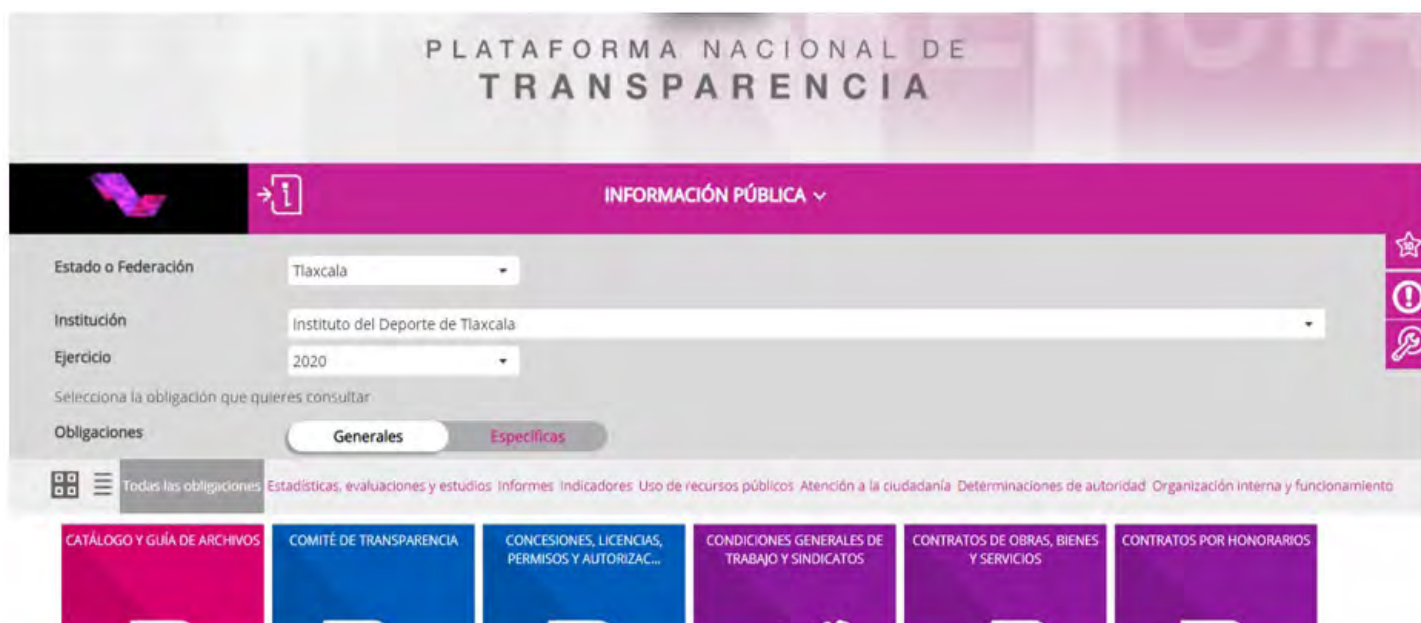 PLATAFORMA NACIONAL DE
TRANSPARENCIA
INFORMACIÓN PÚBLICA
Estado o Federación
Tlaxcala
Institución
Instituto del Deporte de Tlaxcala
Ejercicio
2020
Selecciona la obligación que quieres consultar
Obligaciones
Generales
Específicas
Todas las obligaciones Estadísticas, evaluaciones y estudios Informes Indicadores Uso de recursos públicos Atención a la ciudadanía Determinaciones de autoridad Organización interna y funcionamiento
CATÁLOGO Y GUÍA DE ARCHIVOS
COMITÉ DE TRANSPARENCIA
CONCESIONES, LICENCIAS,
PERMISOS Y AUTORIZAC...
CONDICIONES GENERALES DE
TRABAJO Y SINDICATOS
CONTRATOS DE OBRAS, BIENES
Y SERVICIOS
CONTRATOS POR HONORARIOS